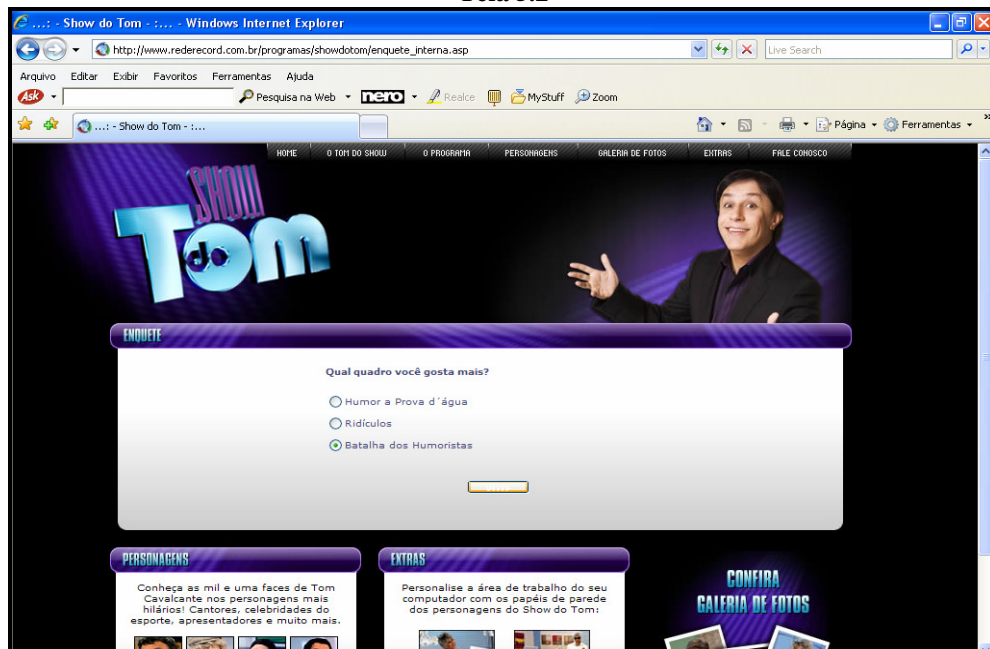 ...: - Show do Tom - :... - Windows Internet Explorer
http://www.rederecord.com.br/programas/showdotom/enquete_interna.asp
Live Search
Arquivo Editar Exibir Favoritos Ferramentas Ajuda
Ask
Pesquisa na Web nero Realce MyStuff Zoom
...: - Show do Tom - :...
Página Ferramentas
HOME O TOM DO SHOW O PROGRAMA PERSONAGENS GALERIA DE FOTOS EXTRAS FALE CONOSCO
SHOW
do
Tom
ENQUETE
Qual quadro você gosta mais?
Humor a Prova d´água
Ridículos
Batalha dos Humoristas
PERSONAGENS
Conheça as mil e uma faces de Tom
Cavalcante nos personagens mais
hilários! Cantores, celebridades do
esporte, apresentadores e muito mais.
EXTRAS
Personalise a área de trabalho do seu
computador com os papéis de parede
dos personagens do Show do Tom:
CONFIRA
GALERIA DE FOTOS